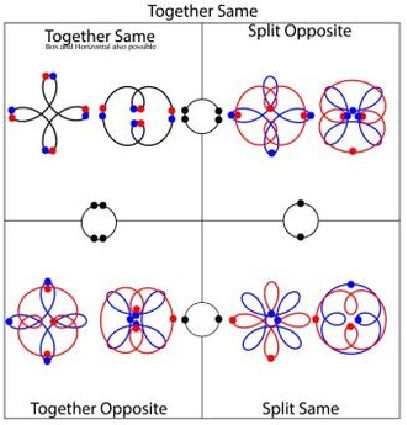 Together Same
Together Same
Split Opposite
Box and Horizontal also possible
Together Opposite
Split Same